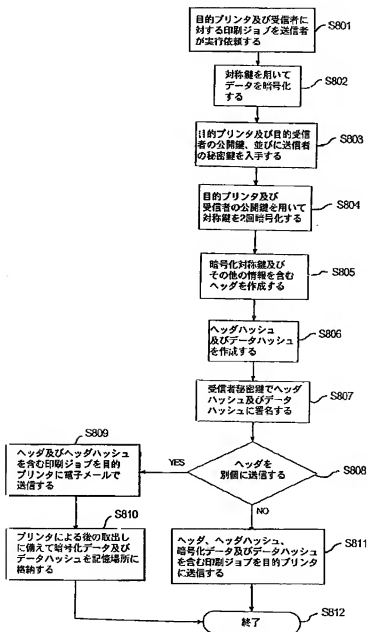 目的プリンタ及び受信者に
対する印刷ジョブを送信者
が実行依頼する
S801
対称鍵を用いて
データを暗号化
する
S802
目的プリンタ及び目的受信
者の公開鍵、並びに送信者
の秘密鍵を入手する
S803
目的プリンタ及び
受信者の公開鍵を用いて
対称鍵を2回暗号化する
S804
暗号化対称鍵及び
その他の情報を含む
ヘッダを作成する
S805
ヘッダハッシュ
及びデータハッシュ
を作成する
S806
受信者秘密鍵でヘッダ
ハッシュ及びデータ
ハッシュに署名する
S807
ヘッダを
別個に送信する
S808
YES
NO
S809
ヘッダ及びヘッダハッシュ
を含む印刷ジョブを目的
プリンタに電子メールで
送信する
S810
プリンタによる後の取出し
に備えて暗号化データ及び
データハッシュを記憶場所に
格納する
ヘッダ、ヘッダハッシュ、
暗号化データ及びデータハッシュ
を含む印刷ジョブを目的プリンタ
に送信する
S811
終了
S812